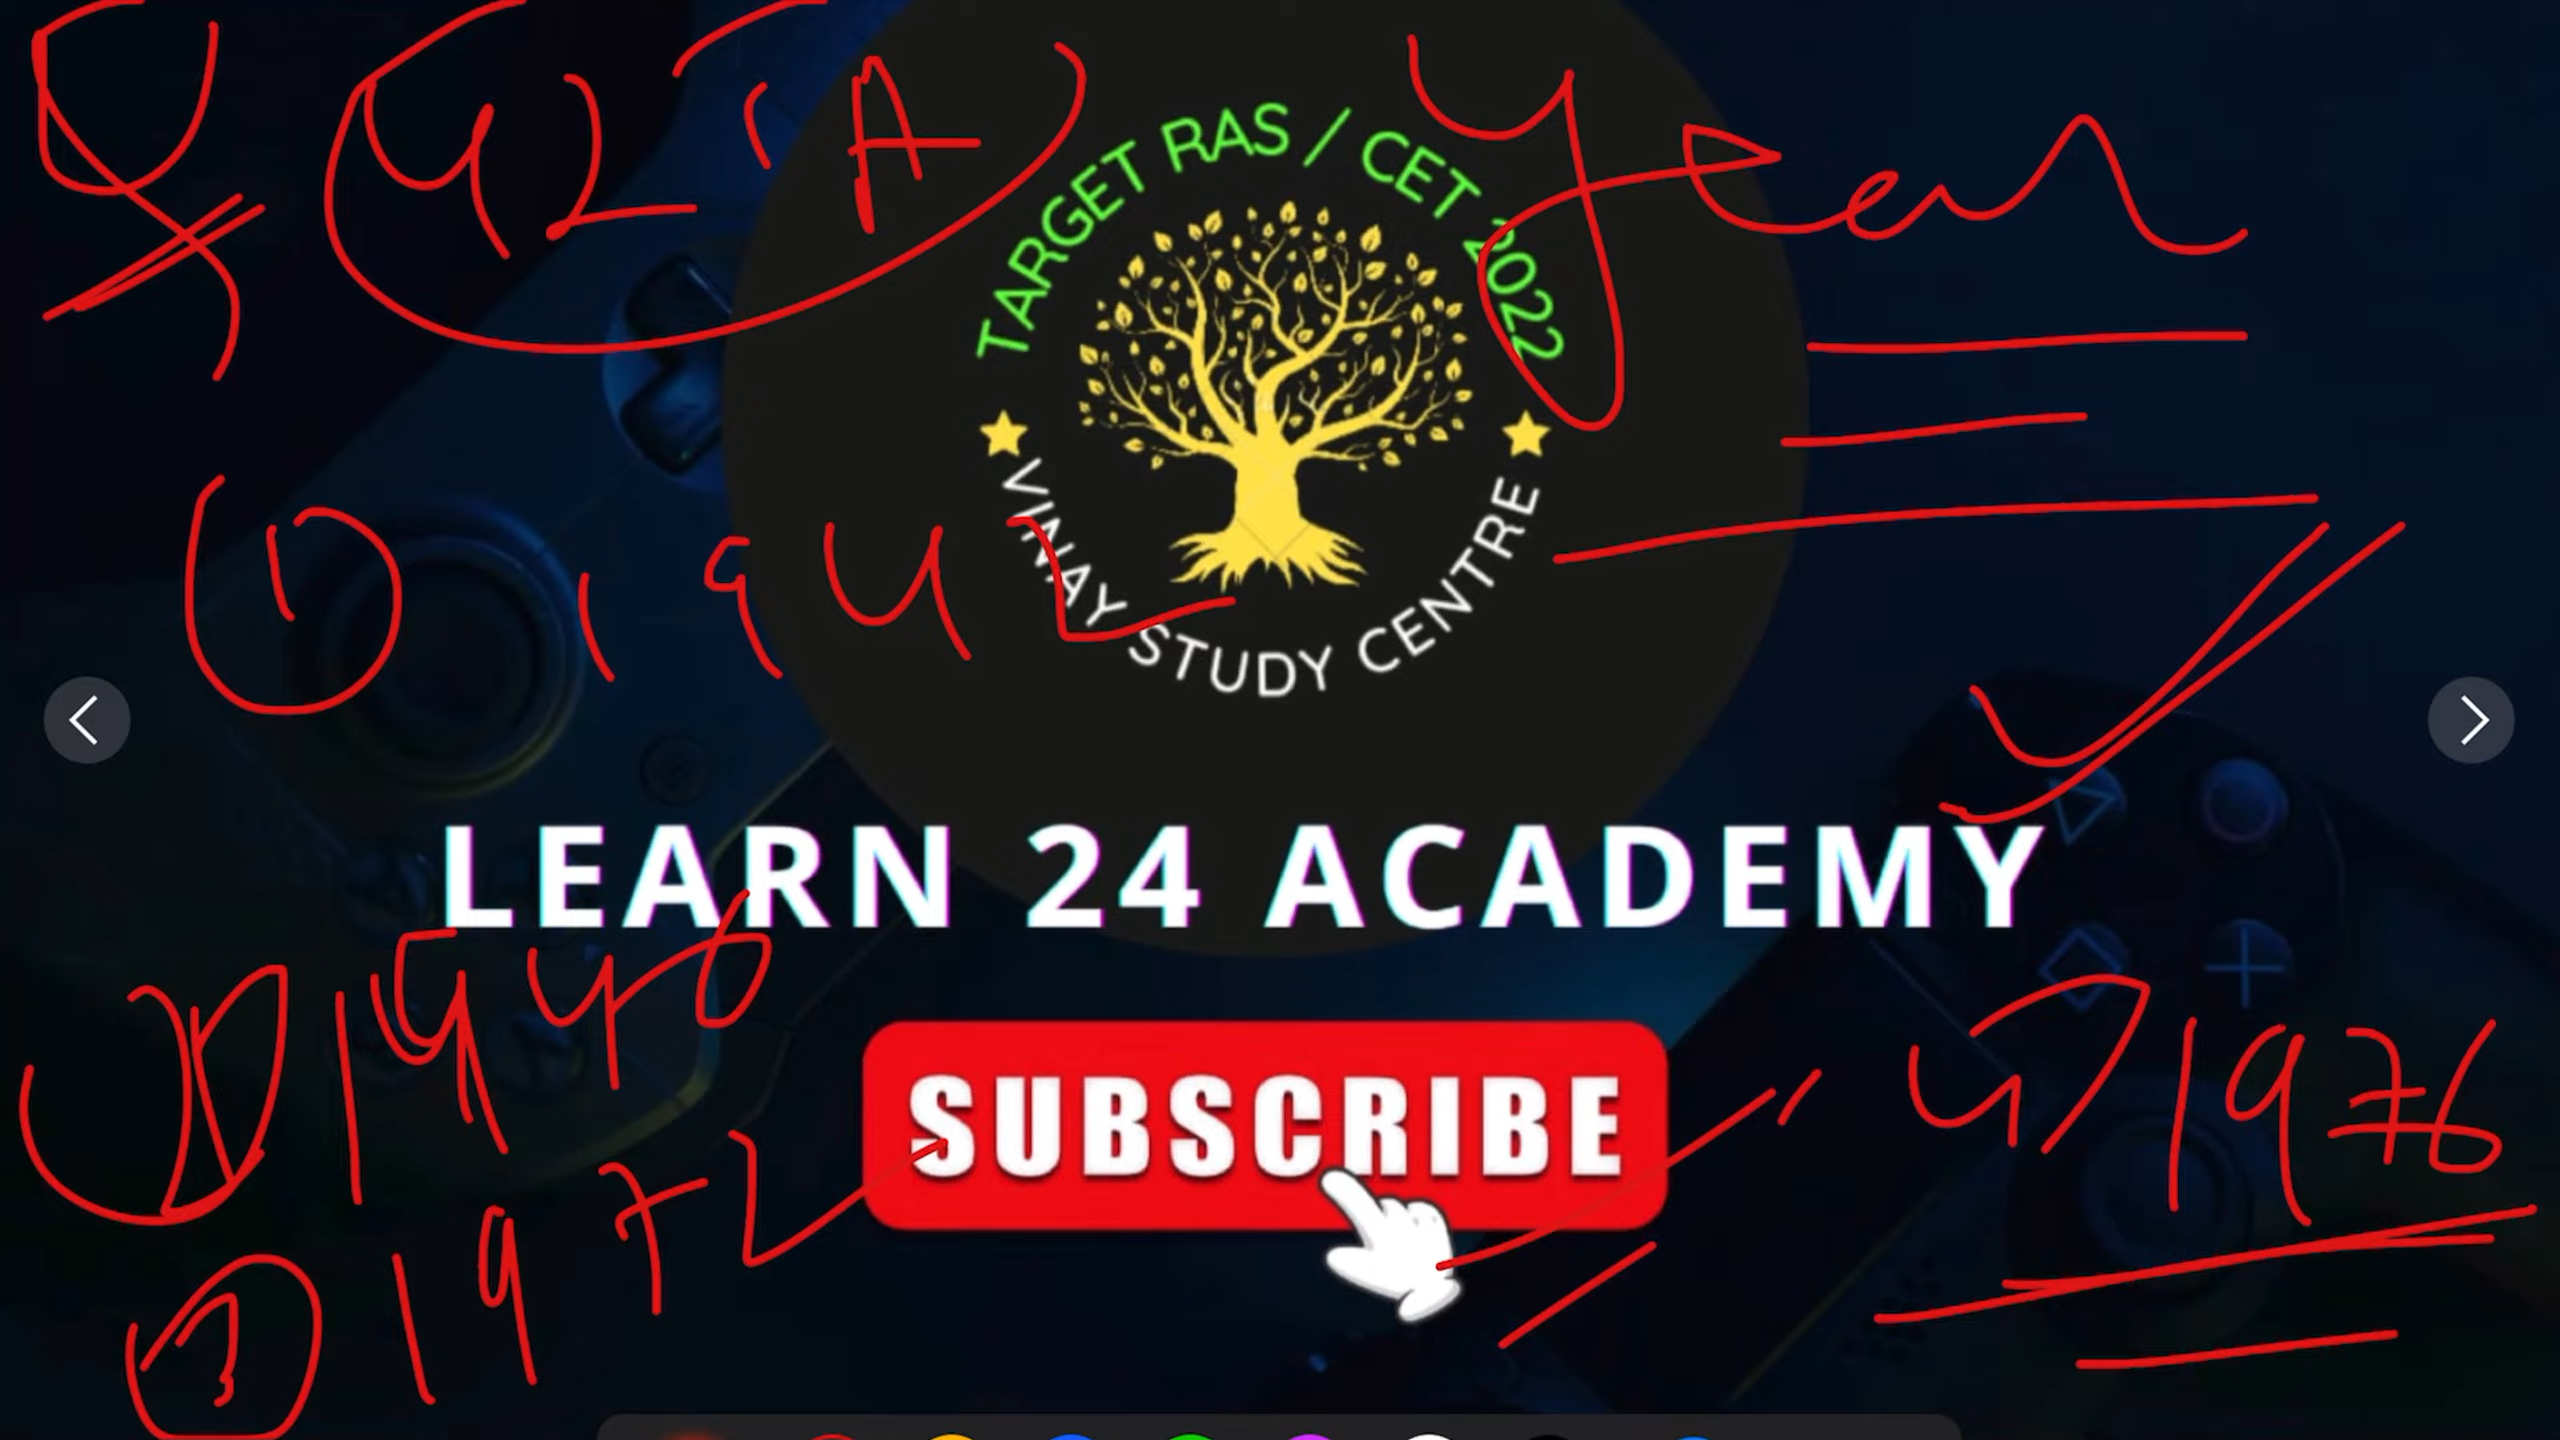 Q (42'A) Year
TARGET RAS / CET 2022
VINAY STUDY CENTRE
① 1942
LEARN 24 ACADEMY
1946
SUBSCRIBE
4) 1976
③ 1972